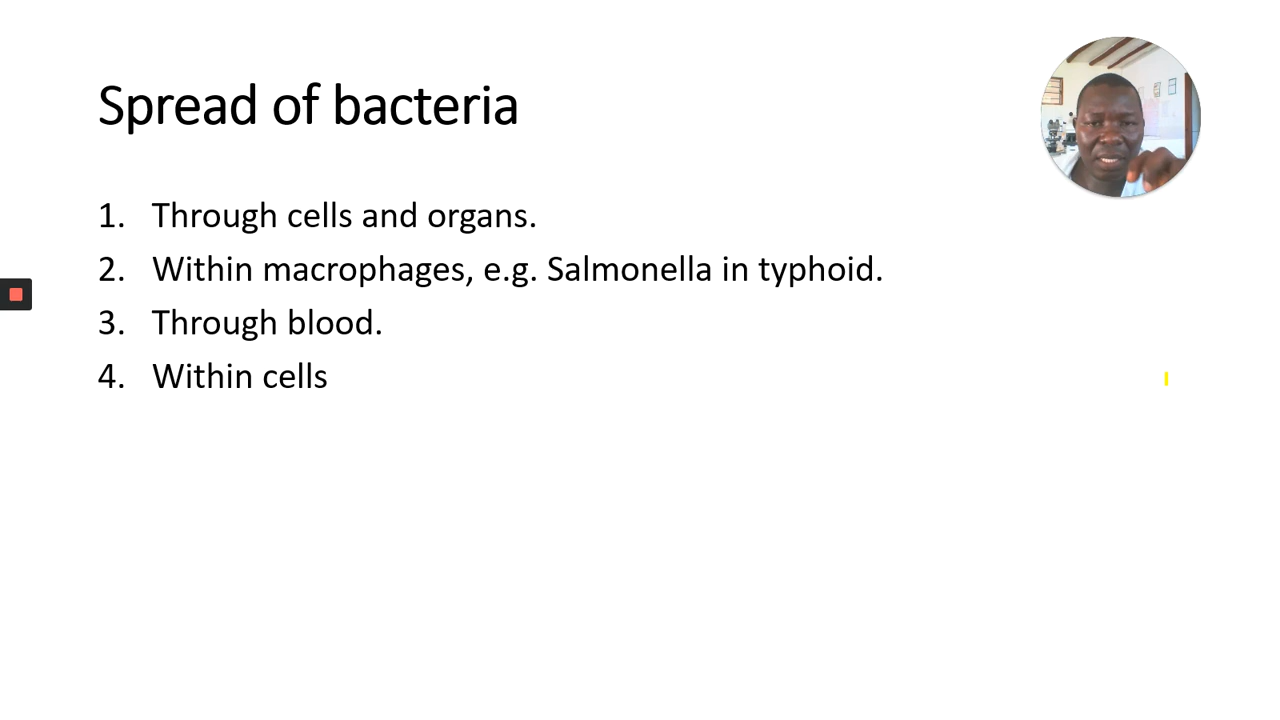 Spread of bacteria
1. Through cells and organs.
2. Within macrophages, e.g. Salmonella in typhoid.
3. Through blood.
4. Within cells